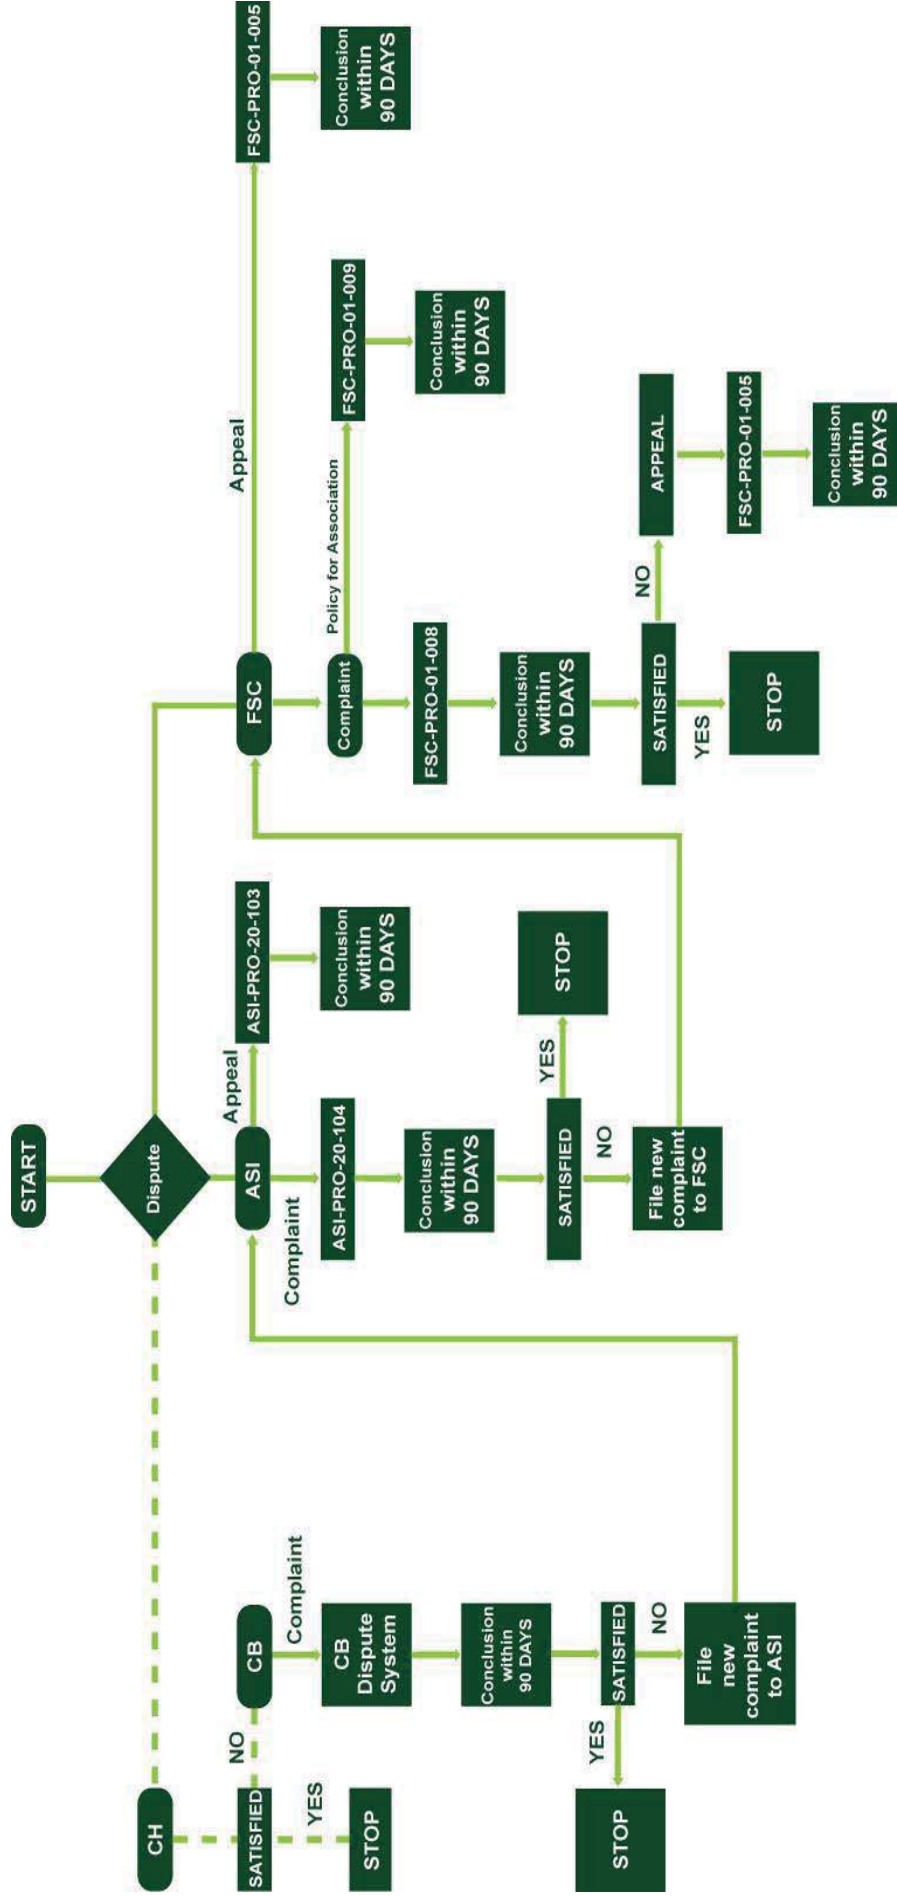 START
Dispute
CH
SATISFIED
NO
YES
STOP
CB
Complaint
CB
Dispute
System
Conclusion
within
90 DAYS
SATISFIED
YES
STOP
NO
File
new
complaint
to ASI
ASI
Appeal
ASI-PRO-20-103
Conclusion
within
90 DAYS
Complaint
ASI-PRO-20-104
Conclusion
within
90 DAYS
SATISFIED
YES
STOP
NO
File new
complaint
to FSC
FSC
Appeal
FSC-PRO-01-005
Conclusion
within
90 DAYS
Complaint
Policy for Association
FSC-PRO-01-009
Conclusion
within
90 DAYS
FSC-PRO-01-008
Conclusion
within
90 DAYS
SATISFIED
YES
STOP
NO
APPEAL
FSC-PRO-01-005
Conclusion
within
90 DAYS